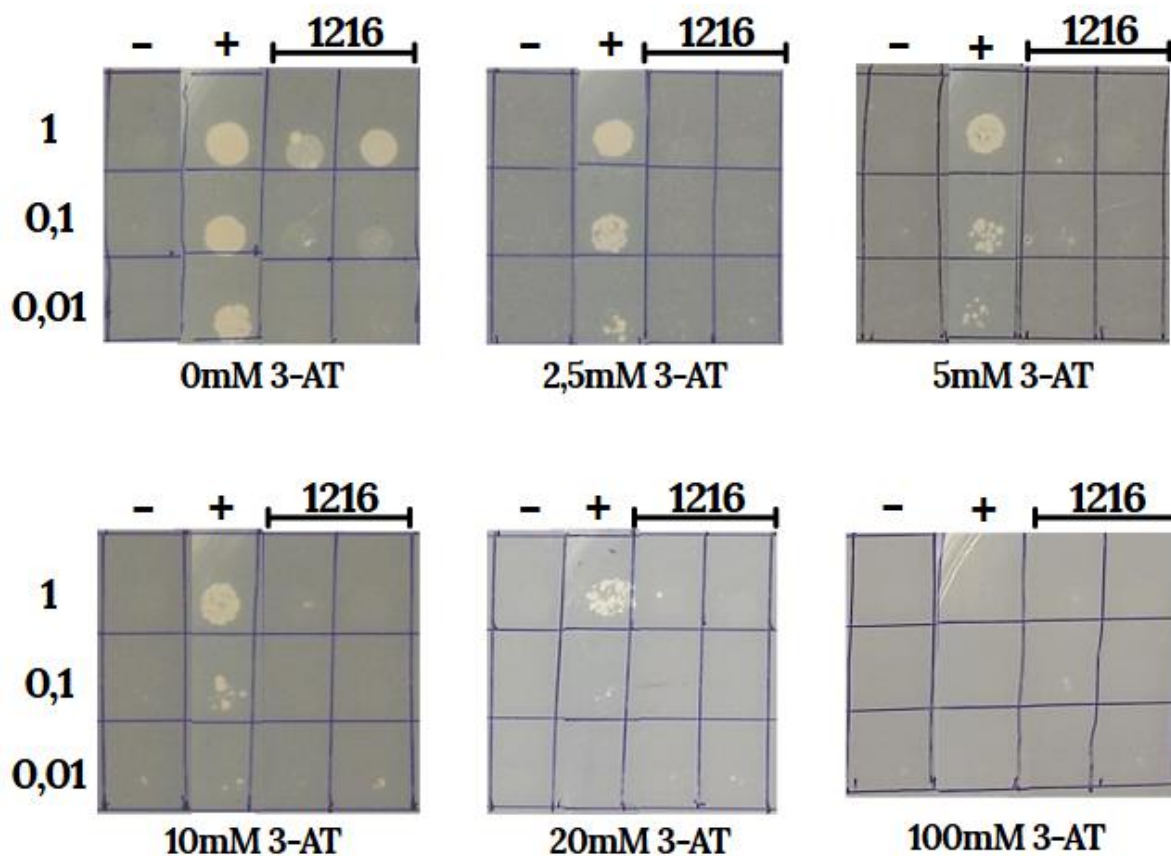 - + 1216 - + 1216 - + 1216
1
0,1
0,01
0mM 3-AT 2,5mM 3-AT 5mM 3-AT
- + 1216 - + 1216 - + 1216
1
0,1
0,01
10mM 3-AT 20mM 3-AT 100mM 3-AT